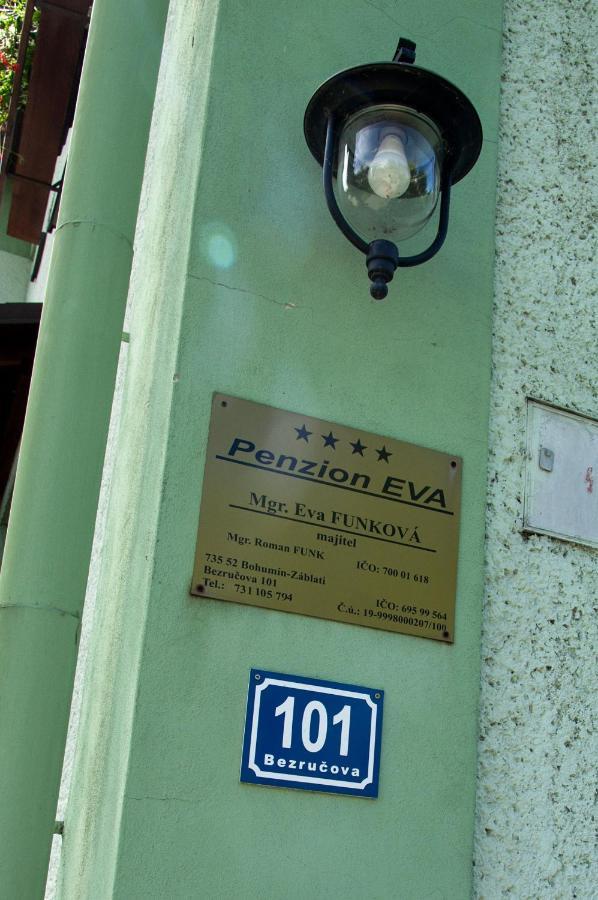 ★★★★
Penzion EVA
Mgr. Eva FUNKOVÁ
majitel
IČO: 700 01 618
Mgr. Roman FUNK
735 52 Bohumín-Záblatí
Bezručova 101
Tel.: 731 105 794
IČO: 695 99 564
Č.ú.: 19-9998000207/100
101
Bezručova